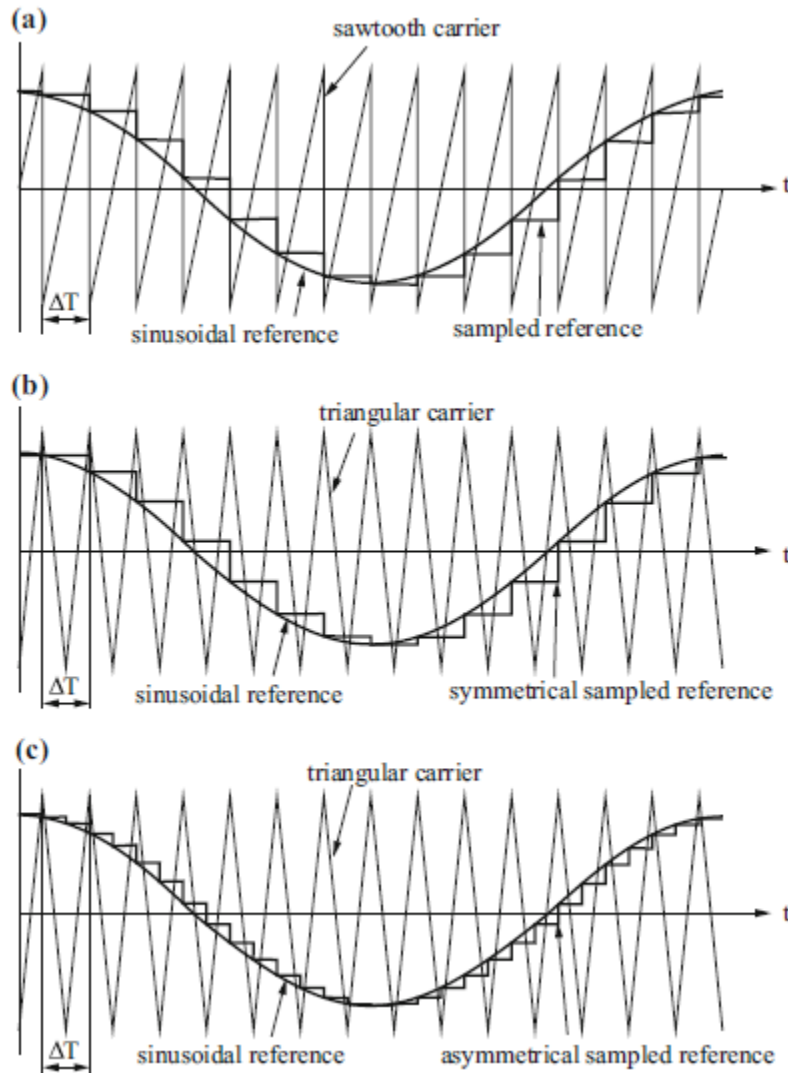 (a)
sawtooth carrier
t
ΔT
sinusoidal reference
sampled reference
(b)
triangular carrier
t
ΔT
sinusoidal reference
symmetrical sampled reference
(c)
triangular carrier
t
ΔT
sinusoidal reference
asymmetrical sampled reference